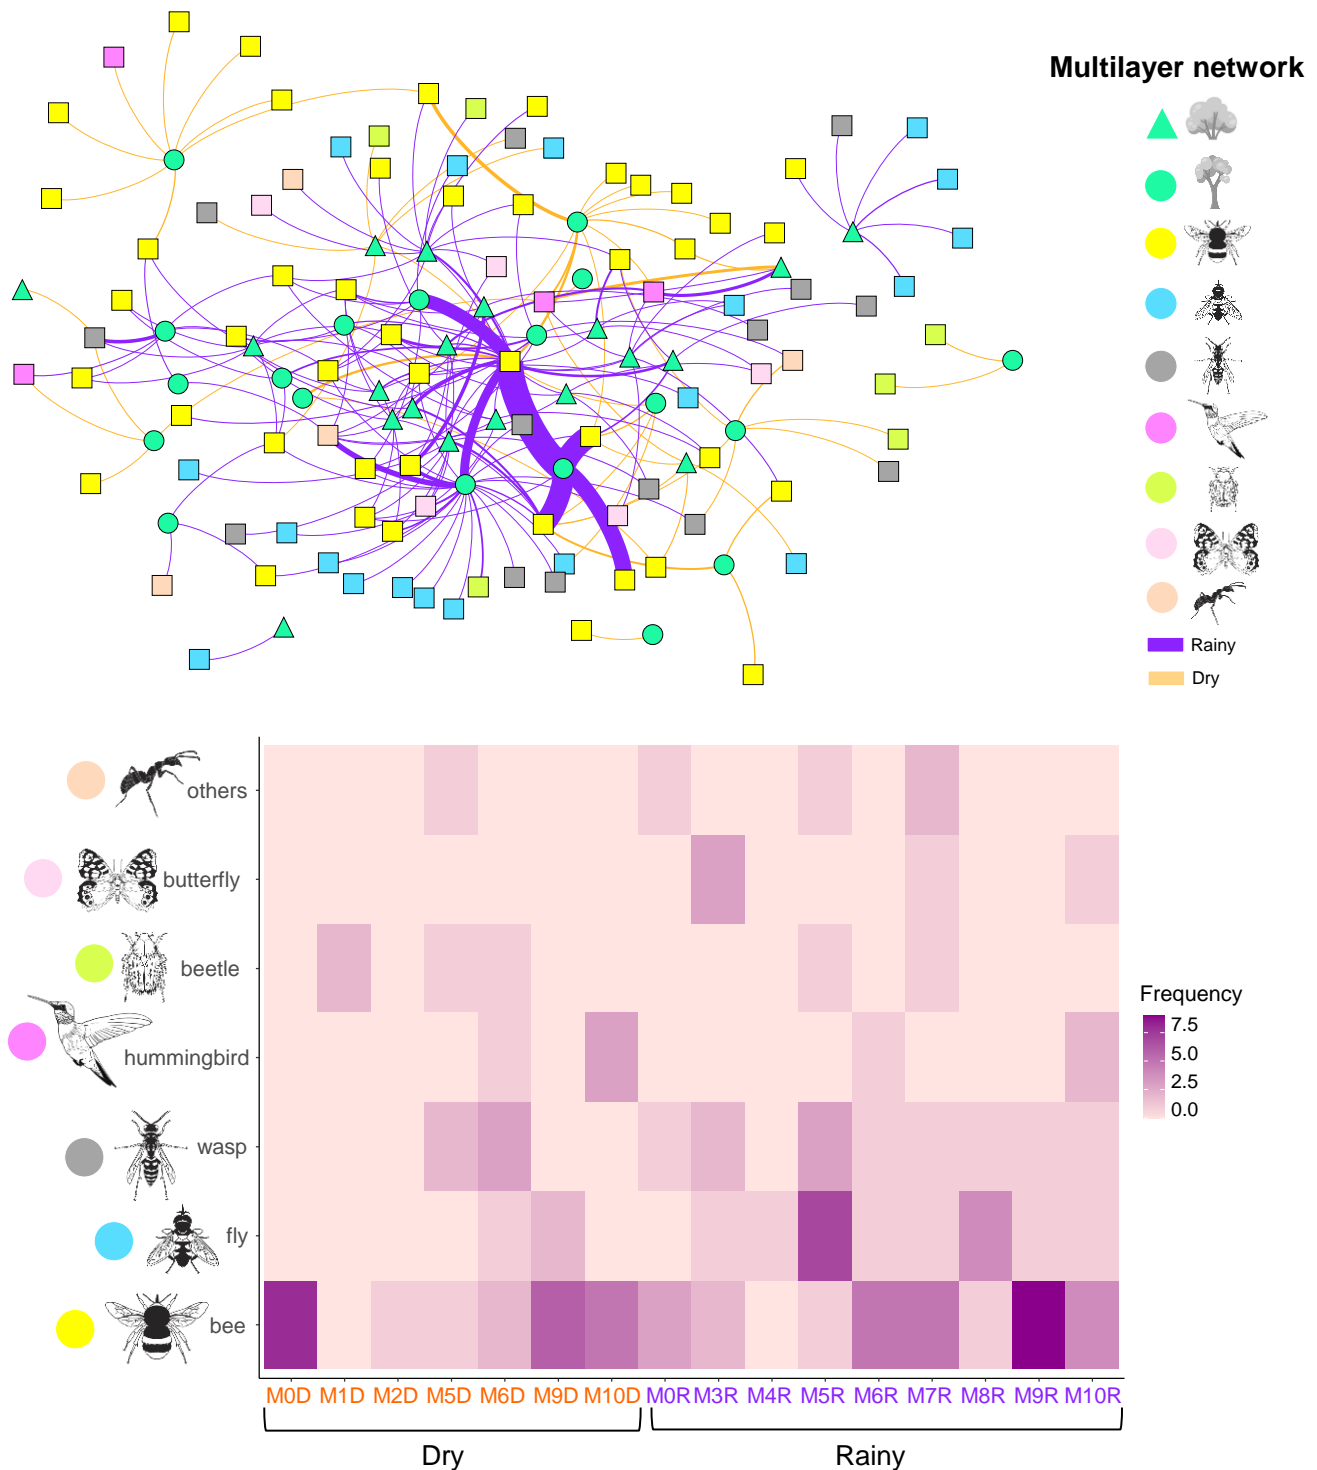 Multilayer network
Rainy
Dry
others
butterfly
beetle
hummingbird
wasp
fly
bee
Frequency
7.5
5.0
2.5
0.0
M0D M1D M2D M5D M6D M9D M10D M0R M3R M4R M5R M6R M7R M8R M9R M10R
Dry Rainy